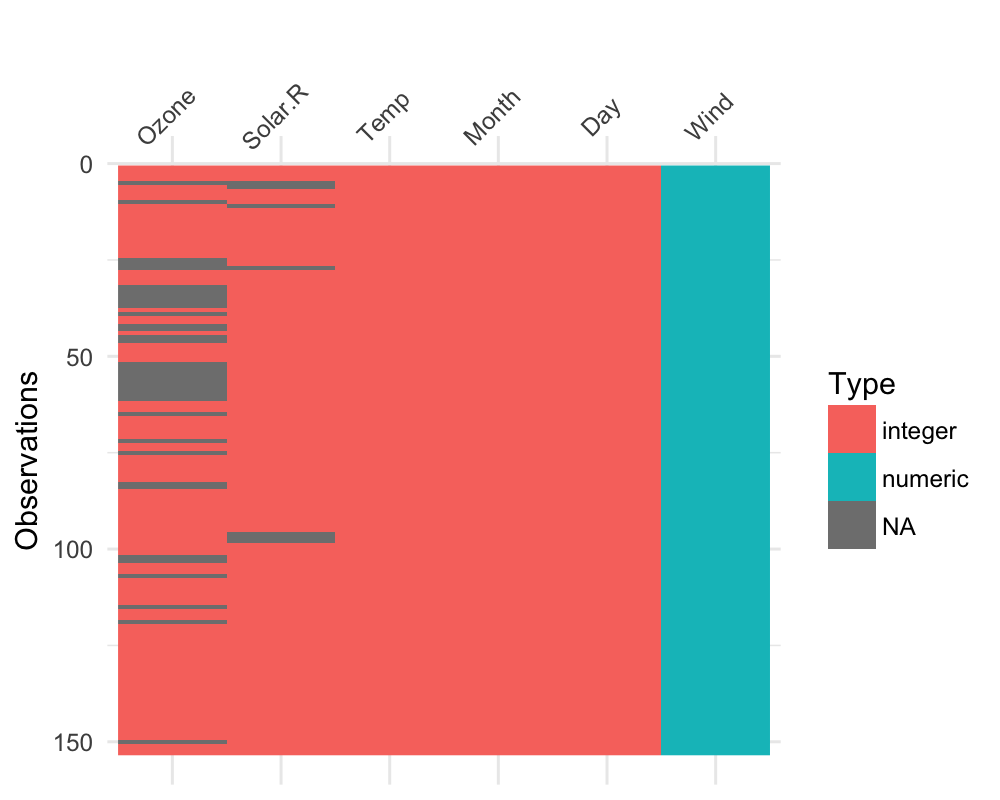 Ozone
Solar.R
Temp
Month
Day
Wind
0
50
100
150
Observations
Type
integer
numeric
NA